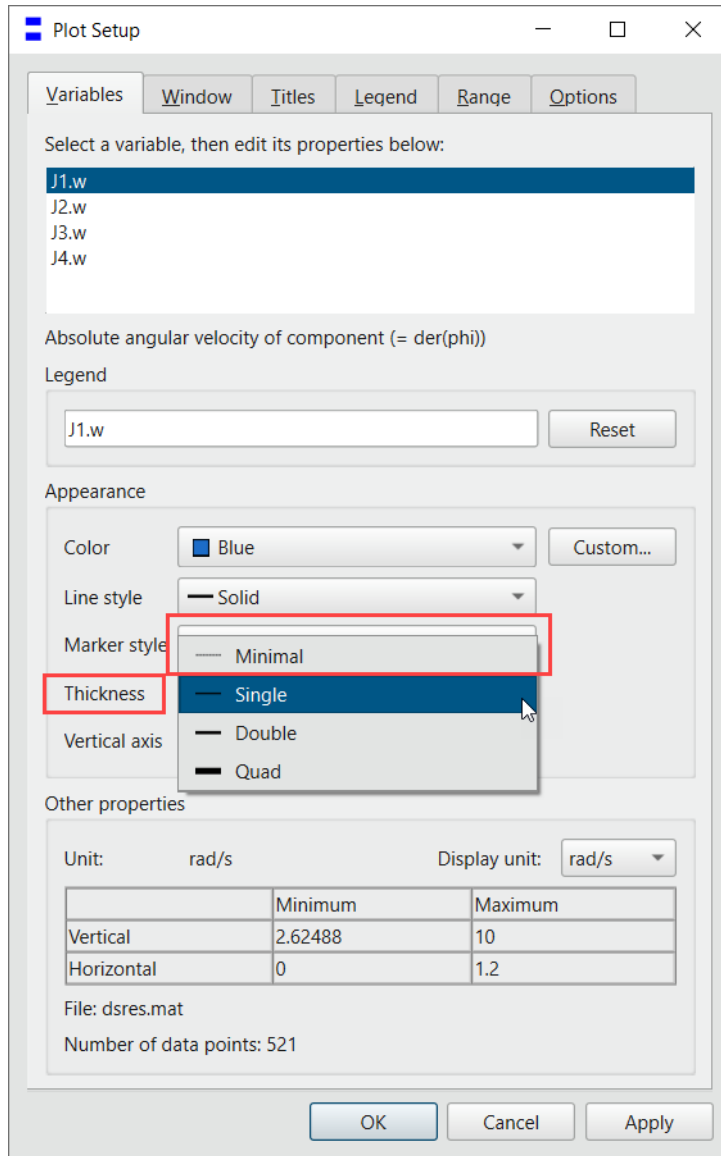 Plot Setup
Variables Window Titles Legend Range Options
Select a variable, then edit its properties below:
J1.w
J2.w
J3.w
J4.w
Absolute angular velocity of component (= der(phi))
Legend
J1.w Reset
Appearance
Color Blue Custom...
Line style Solid
Marker style
Minimal
Thickness Single
Double
Vertical axis
Quad
Other properties
Unit: rad/s Display unit: rad/s
Minimum Maximum
Vertical 2.62488 10
Horizontal 0 1.2
File: dsres.mat
Number of data points: 521
OK Cancel Apply